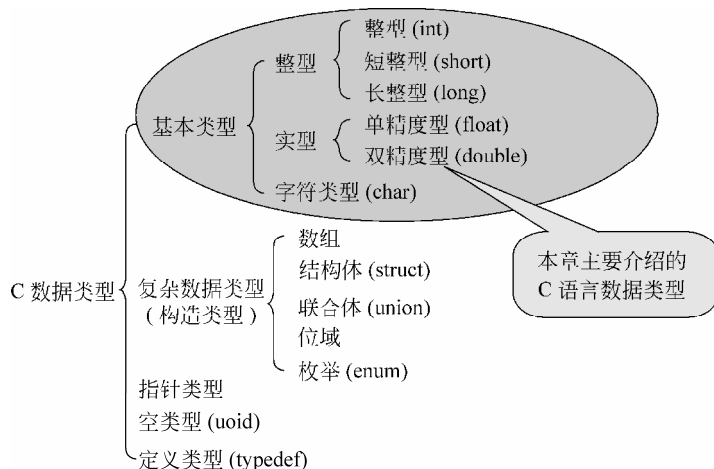 整型 (int)
整型
短整型 (short)
长整型 (long)
基本类型
单精度型 (float)
实型
双精度型 (double)
字符类型 (char)
数组
结构体 (struct)
本章主要介绍的
C 语言数据类型
C 数据类型
复杂数据类型
(构造类型)
联合体 (union)
位域
枚举 (enum)
指针类型
空类型 (uoid)
定义类型 (typedef)